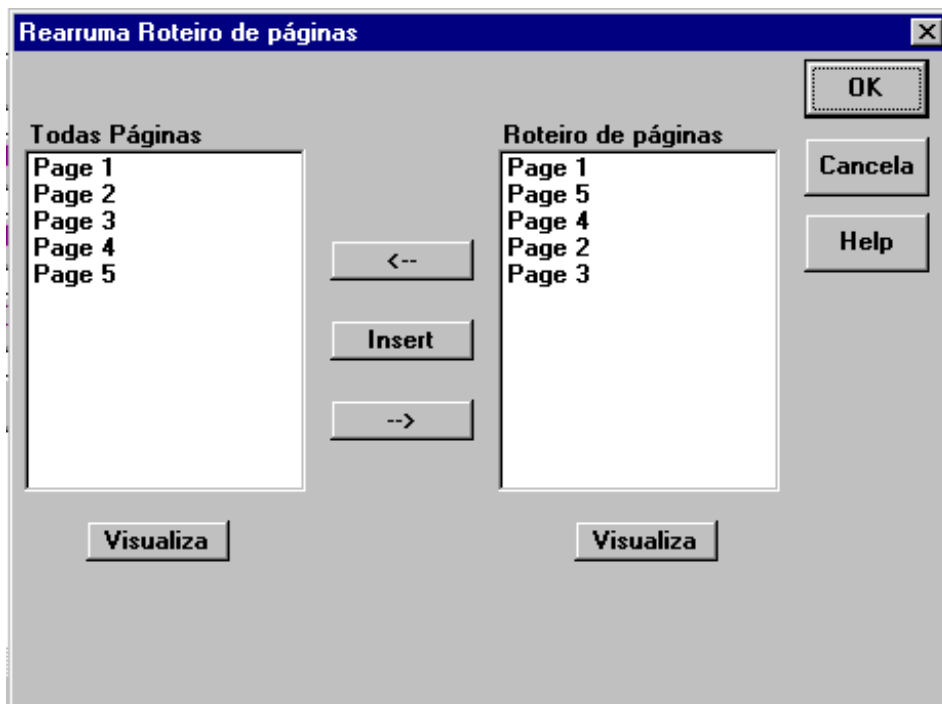 Rearruma Roteiro de páginas
OK
Todas Páginas
Page 1
Page 2
Page 3
Page 4
Page 5
<--
Insert
-->
Roteiro de páginas
Page 1
Page 5
Page 4
Page 2
Page 3
Cancela
Help
Visualiza
Visualiza